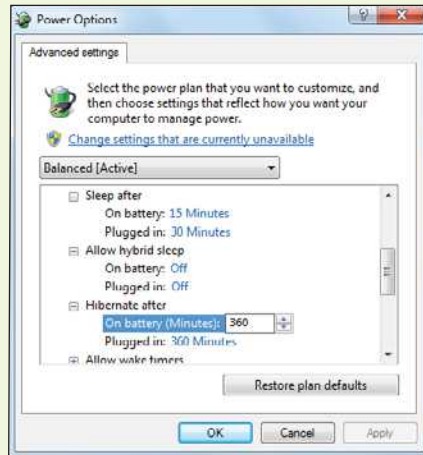 Power Options
Advanced settings
Select the power plan that you want to customize, and
then choose settings that reflect how you want your
computer to manage power.
Change settings that are currently unavailable
Balanced [Active]
Sleep after
On battery: 15 Minutes
Plugged in: 30 Minutes
Allow hybrid sleep
On battery: Off
Plugged in: Off
Hibernate after
On battery (Minutes): 360
Plugged in: 360 Minutes
Allow wake timers
Restore plan defaults
OK Cancel Apply